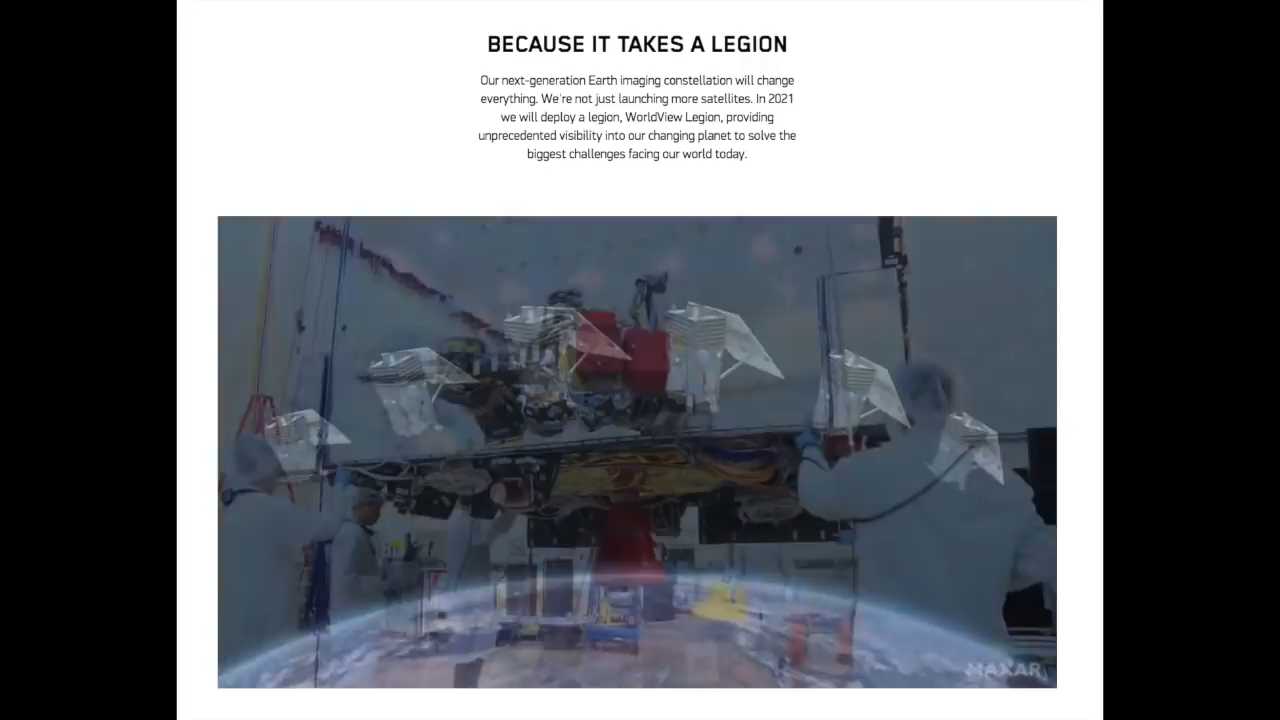 BECAUSE IT TAKES A LEGION
Our next-generation Earth imaging constellation will change
everything. We're not just launching more satellites. In 2021
we will deploy a legion, WorldView Legion, providing
unprecedented visibility into our changing planet to solve the
biggest challenges facing our world today.
MAXAR